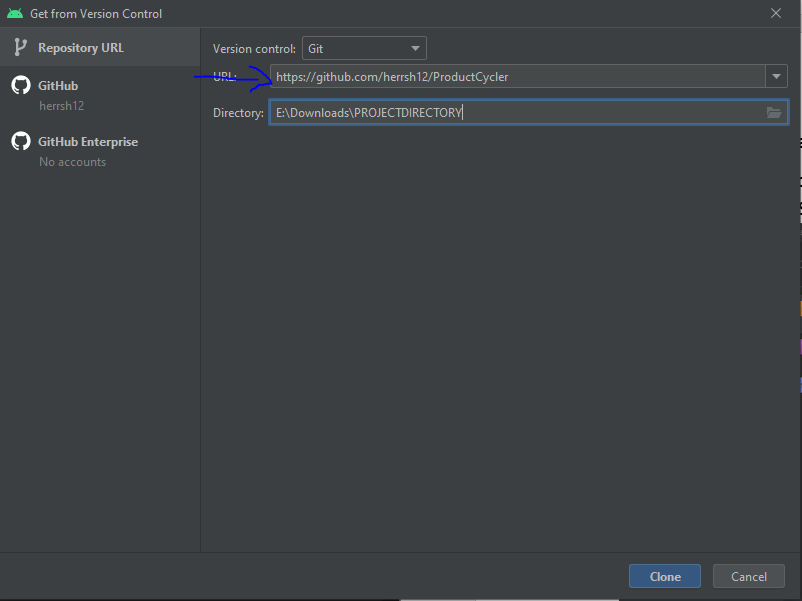 Get from Version Control
Repository URL
GitHub
herrsh12
GitHub Enterprise
No accounts
Version control: Git
URL: https://github.com/herrsh12/ProductCycler
Directory: E:\Downloads\PROJECTDIRECTORY
Clone Cancel